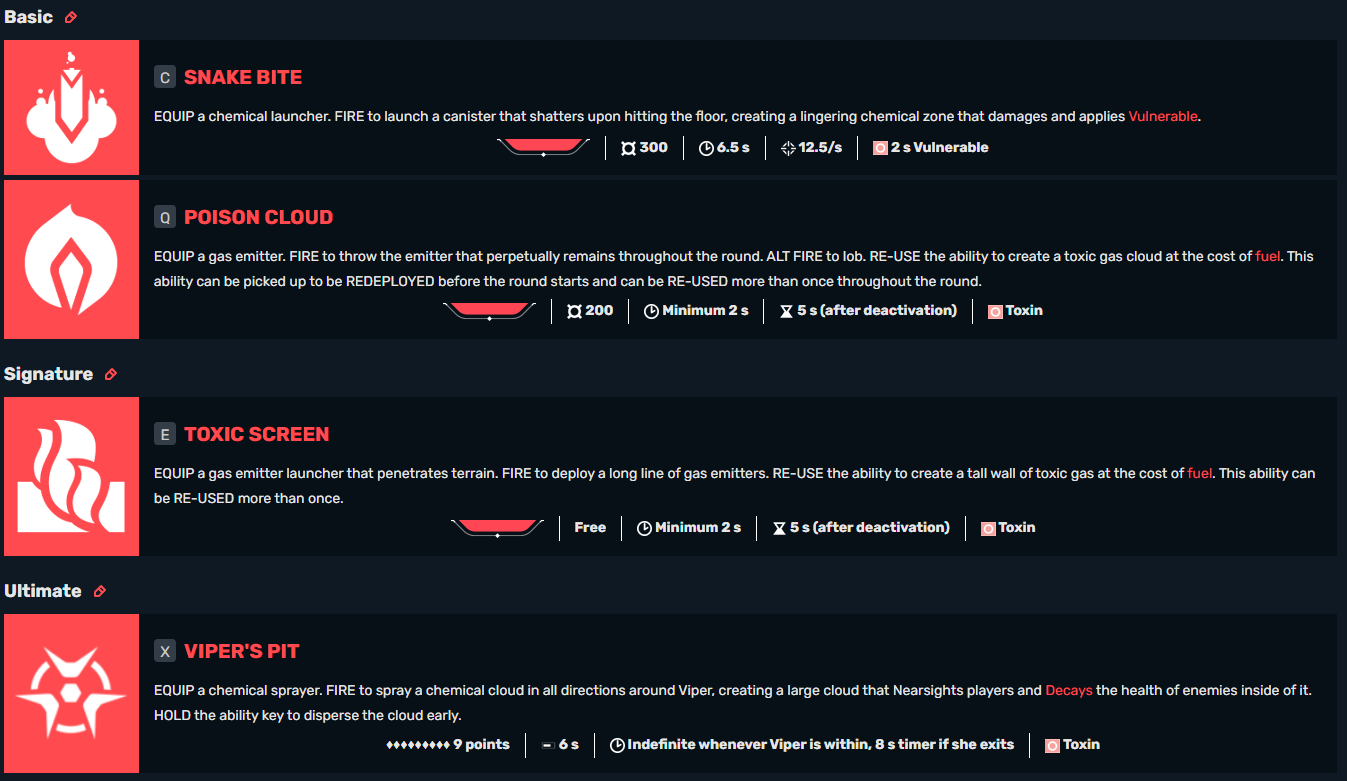 Basic
C SNAKE BITE
EQUIP a chemical launcher. FIRE to launch a canister that shatters upon hitting the floor, creating a lingering chemical zone that damages and applies Vulnerable.
300 6.5 s 12.5/s 2 s Vulnerable
Q POISON CLOUD
EQUIP a gas emitter. FIRE to throw the emitter that perpetually remains throughout the round. ALT FIRE to lob. RE-USE the ability to create a toxic gas cloud at the cost of fuel. This
ability can be picked up to be REDEPLOYED before the round starts and can be RE-USED more than once throughout the round.
200 Minimum 2 s 5 s (after deactivation) Toxin
Signature
E TOXIC SCREEN
EQUIP a gas emitter launcher that penetrates terrain. FIRE to deploy a long line of gas emitters. RE-USE the ability to create a tall wall of toxic gas at the cost of fuel. This ability can
be RE-USED more than once.
Free Minimum 2 s 5 s (after deactivation) Toxin
Ultimate
X VIPER'S PIT
EQUIP a chemical sprayer. FIRE to spray a chemical cloud in all directions around Viper, creating a large cloud that Nearsights players and Decays the health of enemies inside of it.
HOLD the ability key to disperse the cloud early.
9 points 6 s Indefinite whenever Viper is within, 8 s timer if she exits Toxin